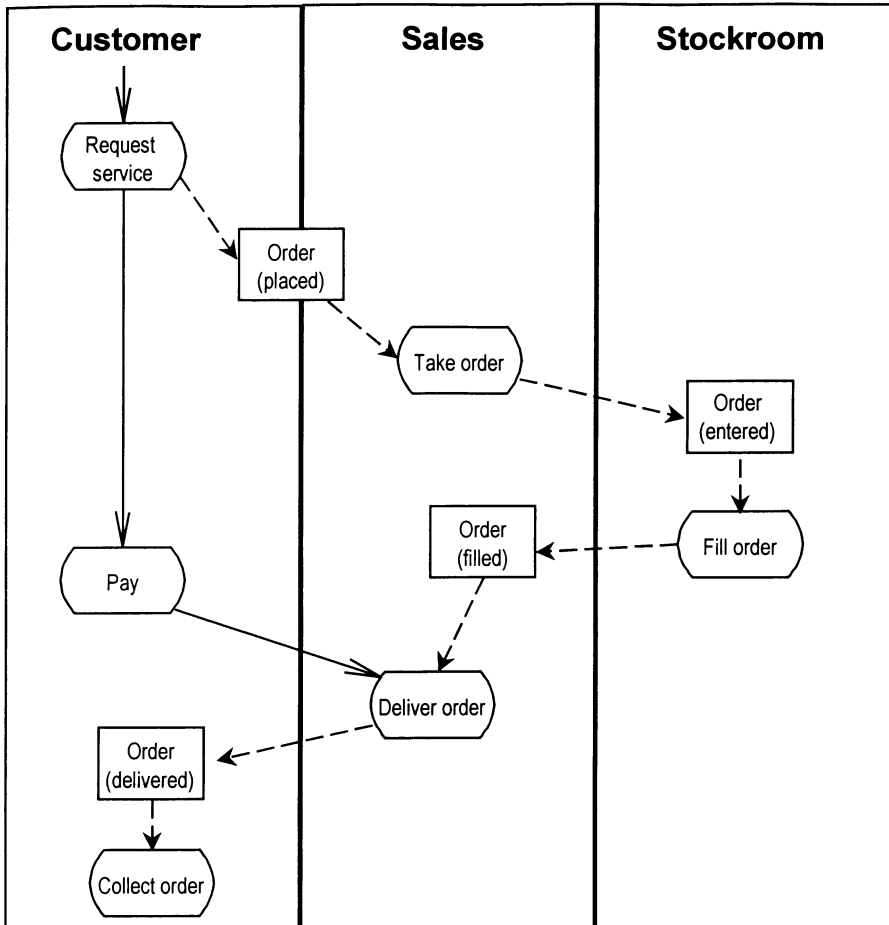 Customer
Sales
Stockroom
Request
service
Order
(placed)
Take order
Order
(entered)
Order
(filled)
Fill order
Pay
Deliver order
Order
(delivered)
Collect order